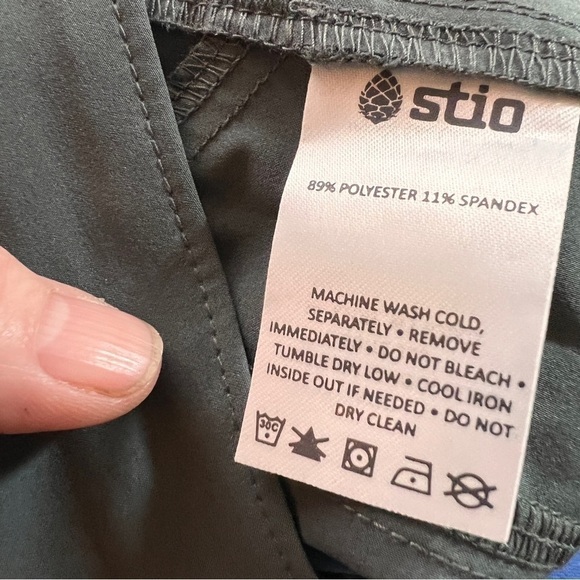 stio
89% POLYESTER 11% SPANDEX
MACHINE WASH COLD,
SEPARATELY • REMOVE
IMMEDIATELY • DO NOT BLEACH •
TUMBLE DRY LOW • COOL IRON
INSIDE OUT IF NEEDED • DO NOT
DRY CLEAN
30C